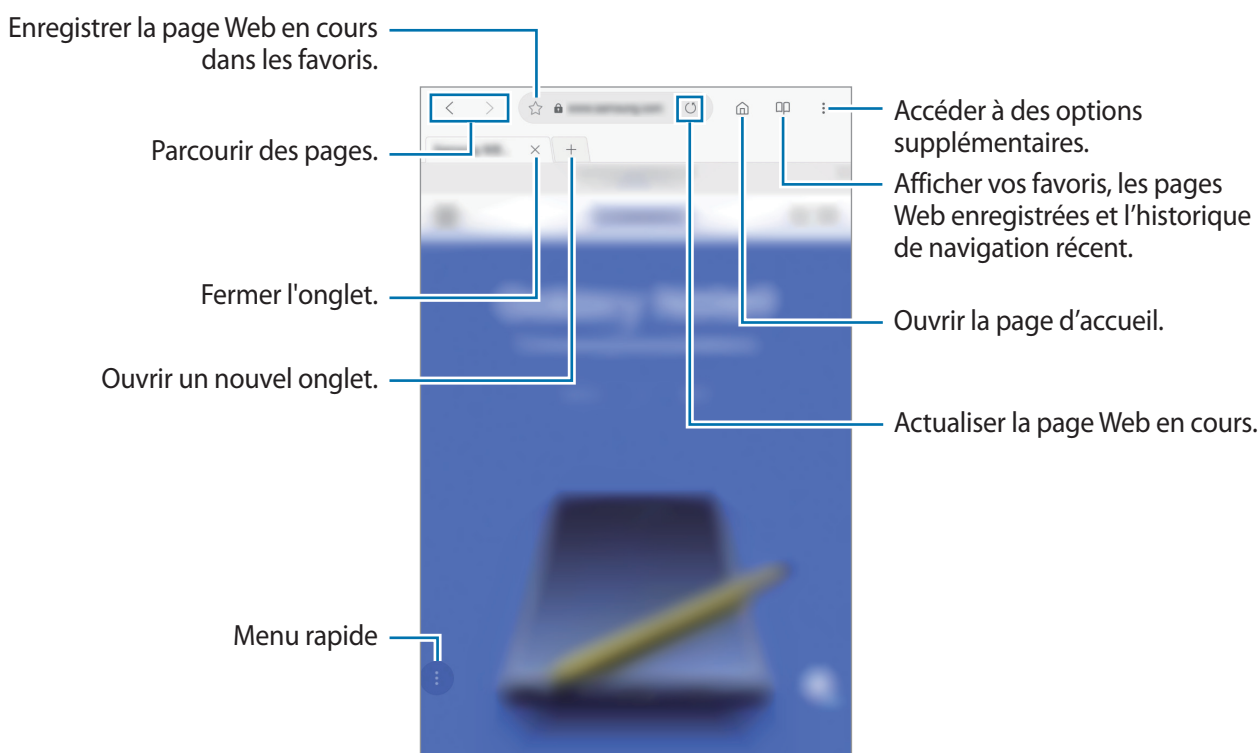 Enregistrer la page Web en cours
dans les favoris.
Parcourir des pages.
Fermer l'onglet.
Ouvrir un nouvel onglet.
Menu rapide
Accéder à des options
supplémentaires.
Afficher vos favoris, les pages
Web enregistrées et l’historique
de navigation récent.
Ouvrir la page d’accueil.
Actualiser la page Web en cours.